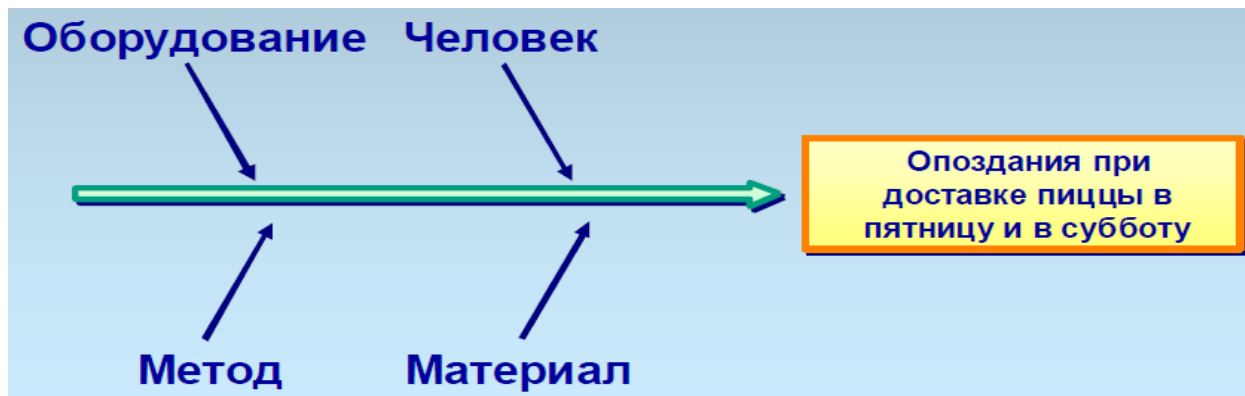 Оборудование Человек
Опоздания при
доставке пиццы в
пятницу и в субботу
Метод Материал